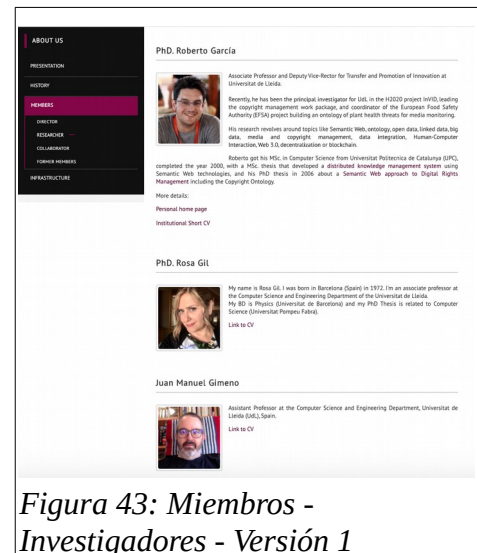 ABOUT US
PRESENTATION
HISTORY
MEMBERS
DIRECTOR
RESEARCHER
COLLABORATOR
FORMER MEMBERS
INFRASTRUCTURE
PhD. Roberto García
Associate Professor and Deputy Vice-Rector for Transfer and Promotion of Innovation at
Universitat de Lleida.
Recently, he has been the principal investigator for UdL in the H2020 project InVID, leading
the copyright management work package, and coordinator of the European Food Safety
Authority (EFSA) project building an ontology of plant health threats for media monitoring.
His research revolves around topics like Semantic Web, ontology, open data, linked data, big
data, media and copyright management, data integration, Human-Computer
Interaction, Web 3.0, decentralization or blockchain.
Roberto got his MSc. in Computer Science from Universitat Politecnica de Catalunya (UPC),
completed the year 2000, with a MSc. thesis that developed a distributed knowledge management system using
Semantic Web technologies, and his PhD thesis in 2006 about a Semantic Web approach to Digital Rights
Management including the Copyright Ontology.
More details:
Personal home page
Institutional Short CV
PhD. Rosa Gil
My name is Rosa Gil. I was born in Barcelona (Spain) in 1972. I'm an associate professor at
the Computer Science and Engineering Department of the Universitat de Lleida.
My BD is Physics (Universitat de Barcelona) and my PhD Thesis is related to Computer
Science (Universitat Pompeu Fabra).
Link to CV
Juan Manuel Gimeno
Assistant Professor at the Computer Science and Engineering Department, Universitat de
Lleida (UdL), Spain.
Link to CV
Figura 43: Miembros -
Investigadores - Versión 1